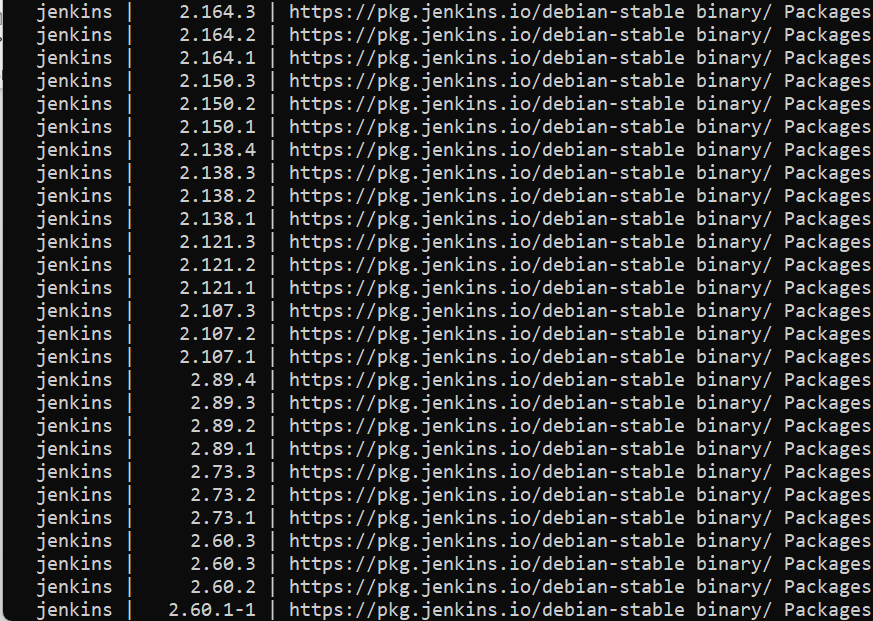 jenkins |    2.164.3 | https://pkg.jenkins.io/debian-stable binary/ Packages
jenkins |    2.164.2 | https://pkg.jenkins.io/debian-stable binary/ Packages
jenkins |    2.164.1 | https://pkg.jenkins.io/debian-stable binary/ Packages
jenkins |    2.150.3 | https://pkg.jenkins.io/debian-stable binary/ Packages
jenkins |    2.150.2 | https://pkg.jenkins.io/debian-stable binary/ Packages
jenkins |    2.150.1 | https://pkg.jenkins.io/debian-stable binary/ Packages
jenkins |    2.138.4 | https://pkg.jenkins.io/debian-stable binary/ Packages
jenkins |    2.138.3 | https://pkg.jenkins.io/debian-stable binary/ Packages
jenkins |    2.138.2 | https://pkg.jenkins.io/debian-stable binary/ Packages
jenkins |    2.138.1 | https://pkg.jenkins.io/debian-stable binary/ Packages
jenkins |    2.121.3 | https://pkg.jenkins.io/debian-stable binary/ Packages
jenkins |    2.121.2 | https://pkg.jenkins.io/debian-stable binary/ Packages
jenkins |    2.121.1 | https://pkg.jenkins.io/debian-stable binary/ Packages
jenkins |    2.107.3 | https://pkg.jenkins.io/debian-stable binary/ Packages
jenkins |    2.107.2 | https://pkg.jenkins.io/debian-stable binary/ Packages
jenkins |    2.107.1 | https://pkg.jenkins.io/debian-stable binary/ Packages
jenkins |     2.89.4 | https://pkg.jenkins.io/debian-stable binary/ Packages
jenkins |     2.89.3 | https://pkg.jenkins.io/debian-stable binary/ Packages
jenkins |     2.89.2 | https://pkg.jenkins.io/debian-stable binary/ Packages
jenkins |     2.89.1 | https://pkg.jenkins.io/debian-stable binary/ Packages
jenkins |     2.73.3 | https://pkg.jenkins.io/debian-stable binary/ Packages
jenkins |     2.73.2 | https://pkg.jenkins.io/debian-stable binary/ Packages
jenkins |     2.73.1 | https://pkg.jenkins.io/debian-stable binary/ Packages
jenkins |     2.60.3 | https://pkg.jenkins.io/debian-stable binary/ Packages
jenkins |     2.60.3 | https://pkg.jenkins.io/debian-stable binary/ Packages
jenkins |     2.60.2 | https://pkg.jenkins.io/debian-stable binary/ Packages
jenkins |   2.60.1-1 | https://pkg.jenkins.io/debian-stable binary/ Packages